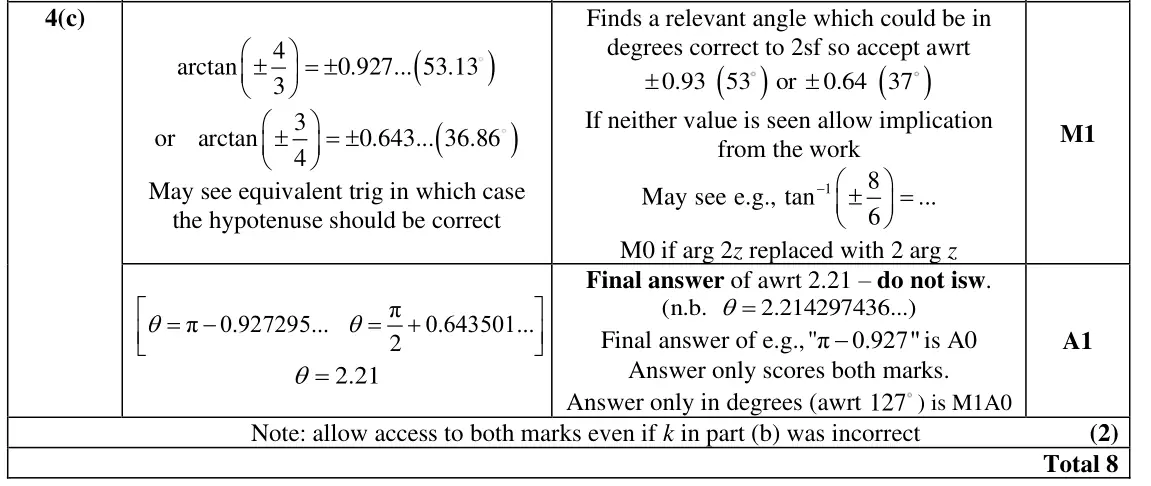 4(c)
arctan(± 4/3) = ±0.927...(53.13°)
or arctan(± 3/4) = ±0.643...(36.86°)
May see equivalent trig in which case
the hypotenuse should be correct
Finds a relevant angle which could be in
degrees correct to 2sf so accept awrt
±0.93 (53°) or ±0.64 (37°)
If neither value is seen allow implication
from the work
May see e.g., tan⁻¹(± 8/6) = ...
M0 if arg 2z replaced with 2 arg z
M1
[θ = π − 0.927295... θ = π/2 + 0.643501...]
θ = 2.21
Final answer of awrt 2.21 – do not isw.
(n.b. θ = 2.214297436...)
Final answer of e.g., "π − 0.927" is A0
Answer only scores both marks.
Answer only in degrees (awrt 127°) is M1A0
A1
Note: allow access to both marks even if k in part (b) was incorrect
(2)
Total 8